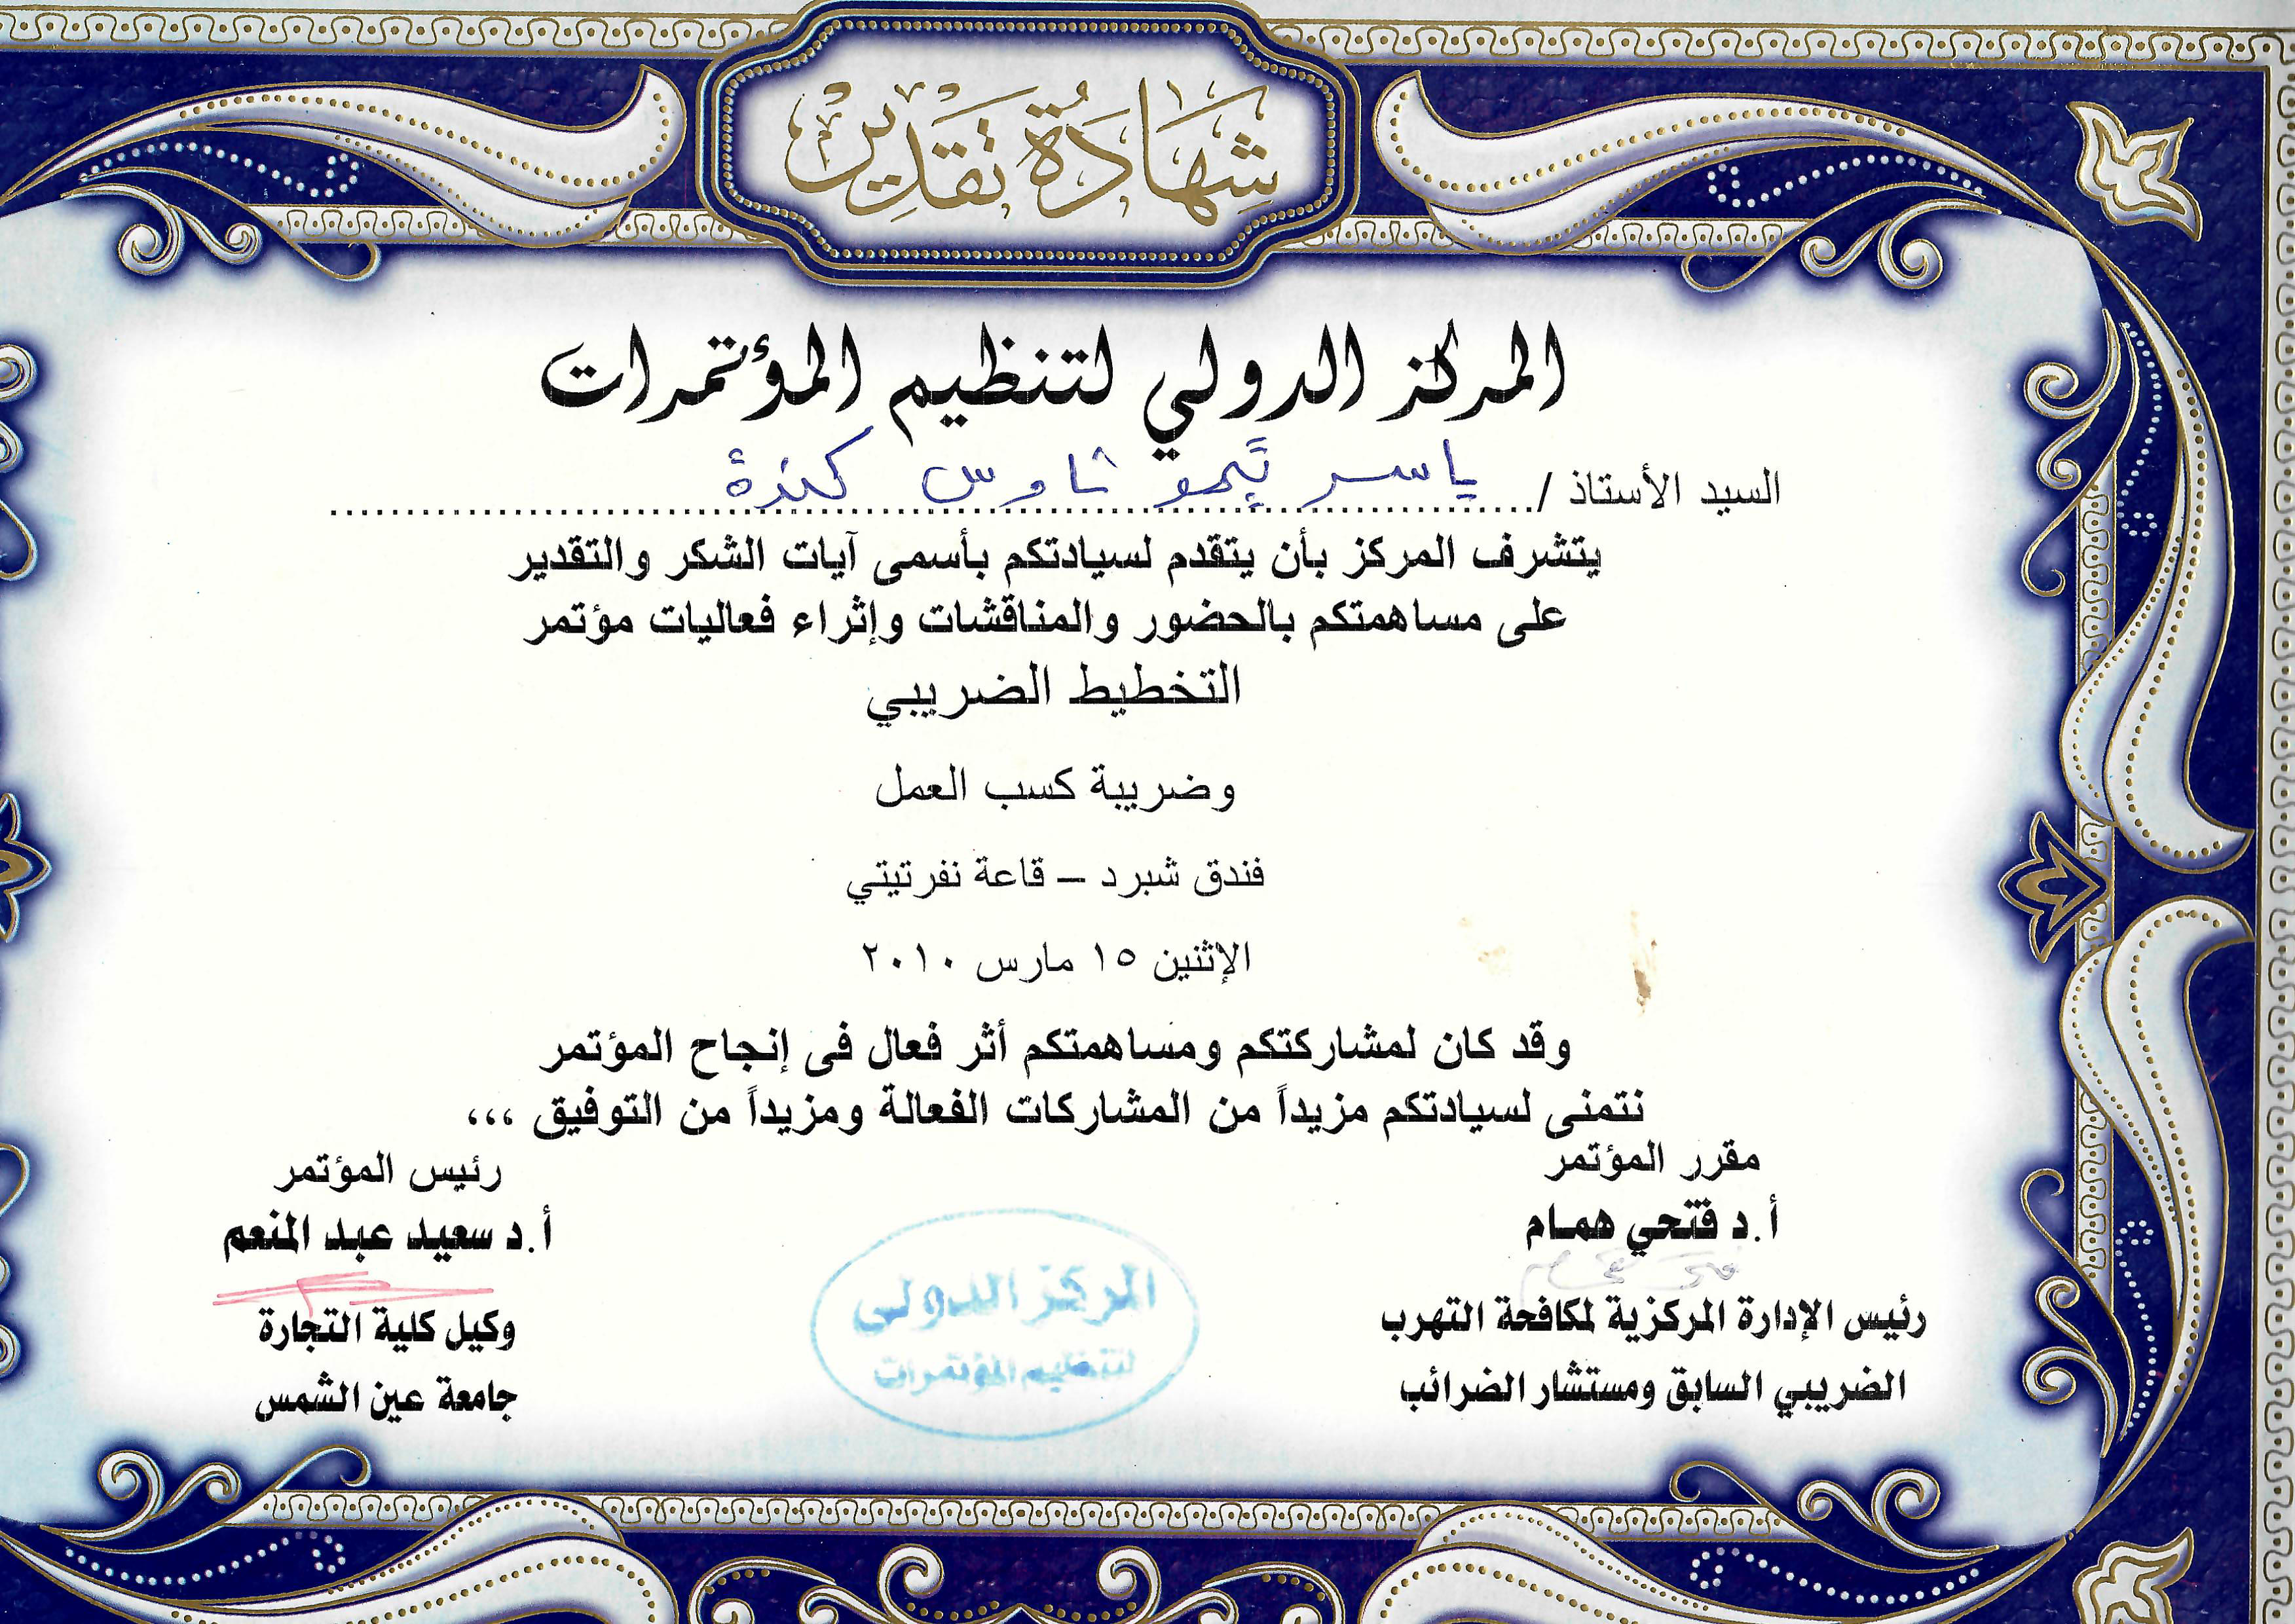 شهادة تقدير
المركز الدولي لتنظيم المؤتمرات
السيد الأستاذ / ياسر
يتشرف المركز بأن يتقدم لسيادتكم بأسمى آيات الشكر والتقدير
على مساهمتكم بالحضور والمناقشات وإثراء فعاليات مؤتمر
التخطيط الضريبي
وضريبة كسب العمل
فندق شبرد – قاعة نفرتيتي
الإثنين ١٥ مارس ٢٠١٠
وقد كان لمشاركتكم ومساهمتكم أثر فعال فى إنجاح المؤتمر
نتمنى لسيادتكم مزيداً من المشاركات الفعالة ومزيداً من التوفيق ،،،
مقرر المؤتمر
أ.د فتحي همام
رئيس الإدارة المركزية لمكافحة التهرب
الضريبي السابق ومستشار الضرائب
المركز الدولى
لتنظيم المؤتمرات
رئيس المؤتمر
أ.د سعيد عبد المنعم
وكيل كلية التجارة
جامعة عين الشمس